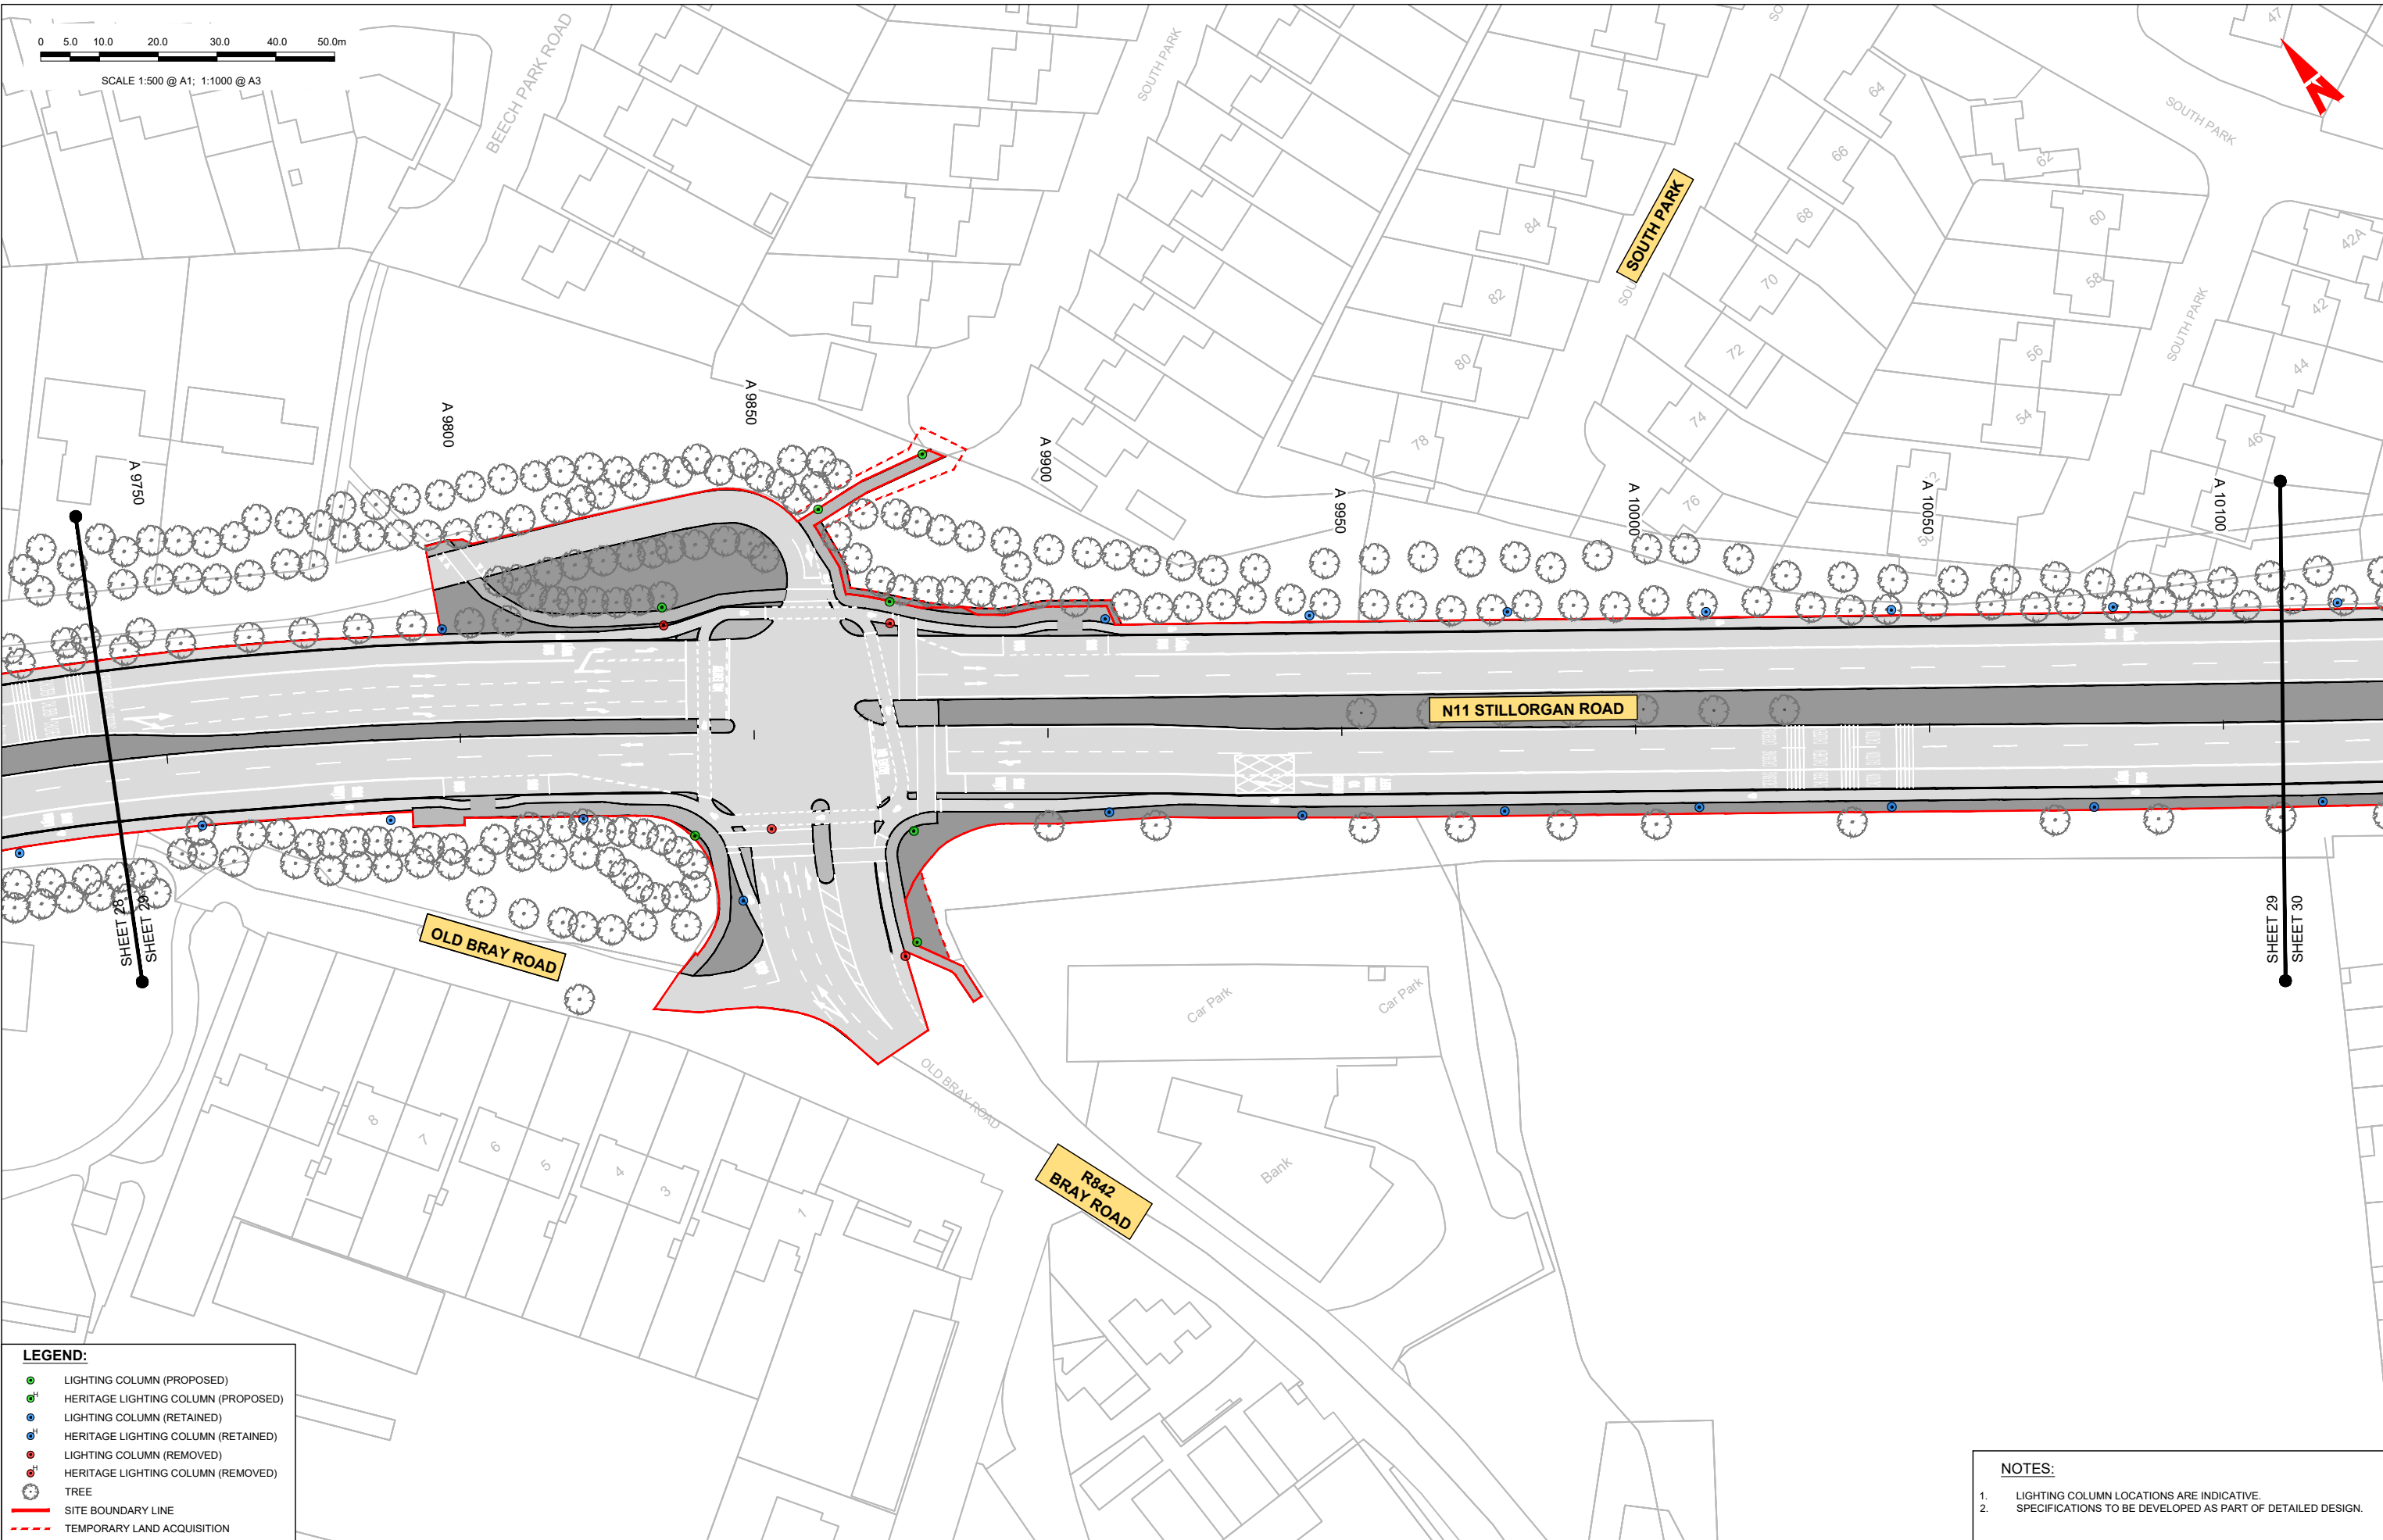 0 5.0 10.0 20.0 30.0 40.0 50.0m
SCALE 1:500 @ A1; 1:1000 @ A3
BEECH PARK ROAD
SOUTH PARK
SOUTH PARK
SOUTH PARK
SOUTH PARK
47
64
66
68
70
72
74
76
62
60
58
56
54
52
50
42A
42
44
46
84
82
80
78
A 9750
A 9800
A 9850
A 9900
A 9950
A 10000
A 10050
A 10100
NO ENTRY
N11 STILLORGAN ROAD
SHEET 28
SHEET 29
SHEET 29
SHEET 30
OLD BRAY ROAD
OLD BRAY ROAD
R842
BRAY ROAD
Car Park
Car Park
Bank
8
7
6
5
4
3
1
LEGEND:
LIGHTING COLUMN (PROPOSED)
H HERITAGE LIGHTING COLUMN (PROPOSED)
LIGHTING COLUMN (RETAINED)
H HERITAGE LIGHTING COLUMN (RETAINED)
LIGHTING COLUMN (REMOVED)
H HERITAGE LIGHTING COLUMN (REMOVED)
TREE
SITE BOUNDARY LINE
TEMPORARY LAND ACQUISITION
NOTES:
1. LIGHTING COLUMN LOCATIONS ARE INDICATIVE.
2. SPECIFICATIONS TO BE DEVELOPED AS PART OF DETAILED DESIGN.